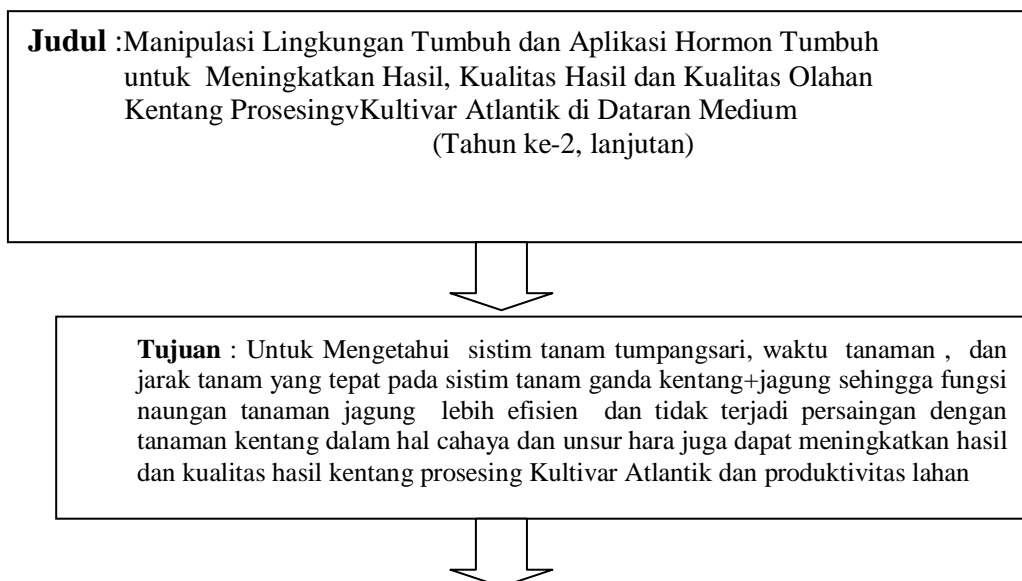 Judul :Manipulasi Lingkungan Tumbuh dan Aplikasi Hormon Tumbuh
untuk Meningkatkan Hasil, Kualitas Hasil dan Kualitas Olahan
Kentang ProsesingvKultivar Atlantik di Dataran Medium
(Tahun ke-2, lanjutan)
Tujuan : Untuk Mengetahui sistim tanam tumpangsari, waktu tanaman , dan
jarak tanam yang tepat pada sistim tanam ganda kentang+jagung sehingga fungsi
naungan tanaman jagung lebih efisien dan tidak terjadi persaingan dengan
tanaman kentang dalam hal cahaya dan unsur hara juga dapat meningkatkan hasil
dan kualitas hasil kentang prosesing Kultivar Atlantik dan produktivitas lahan